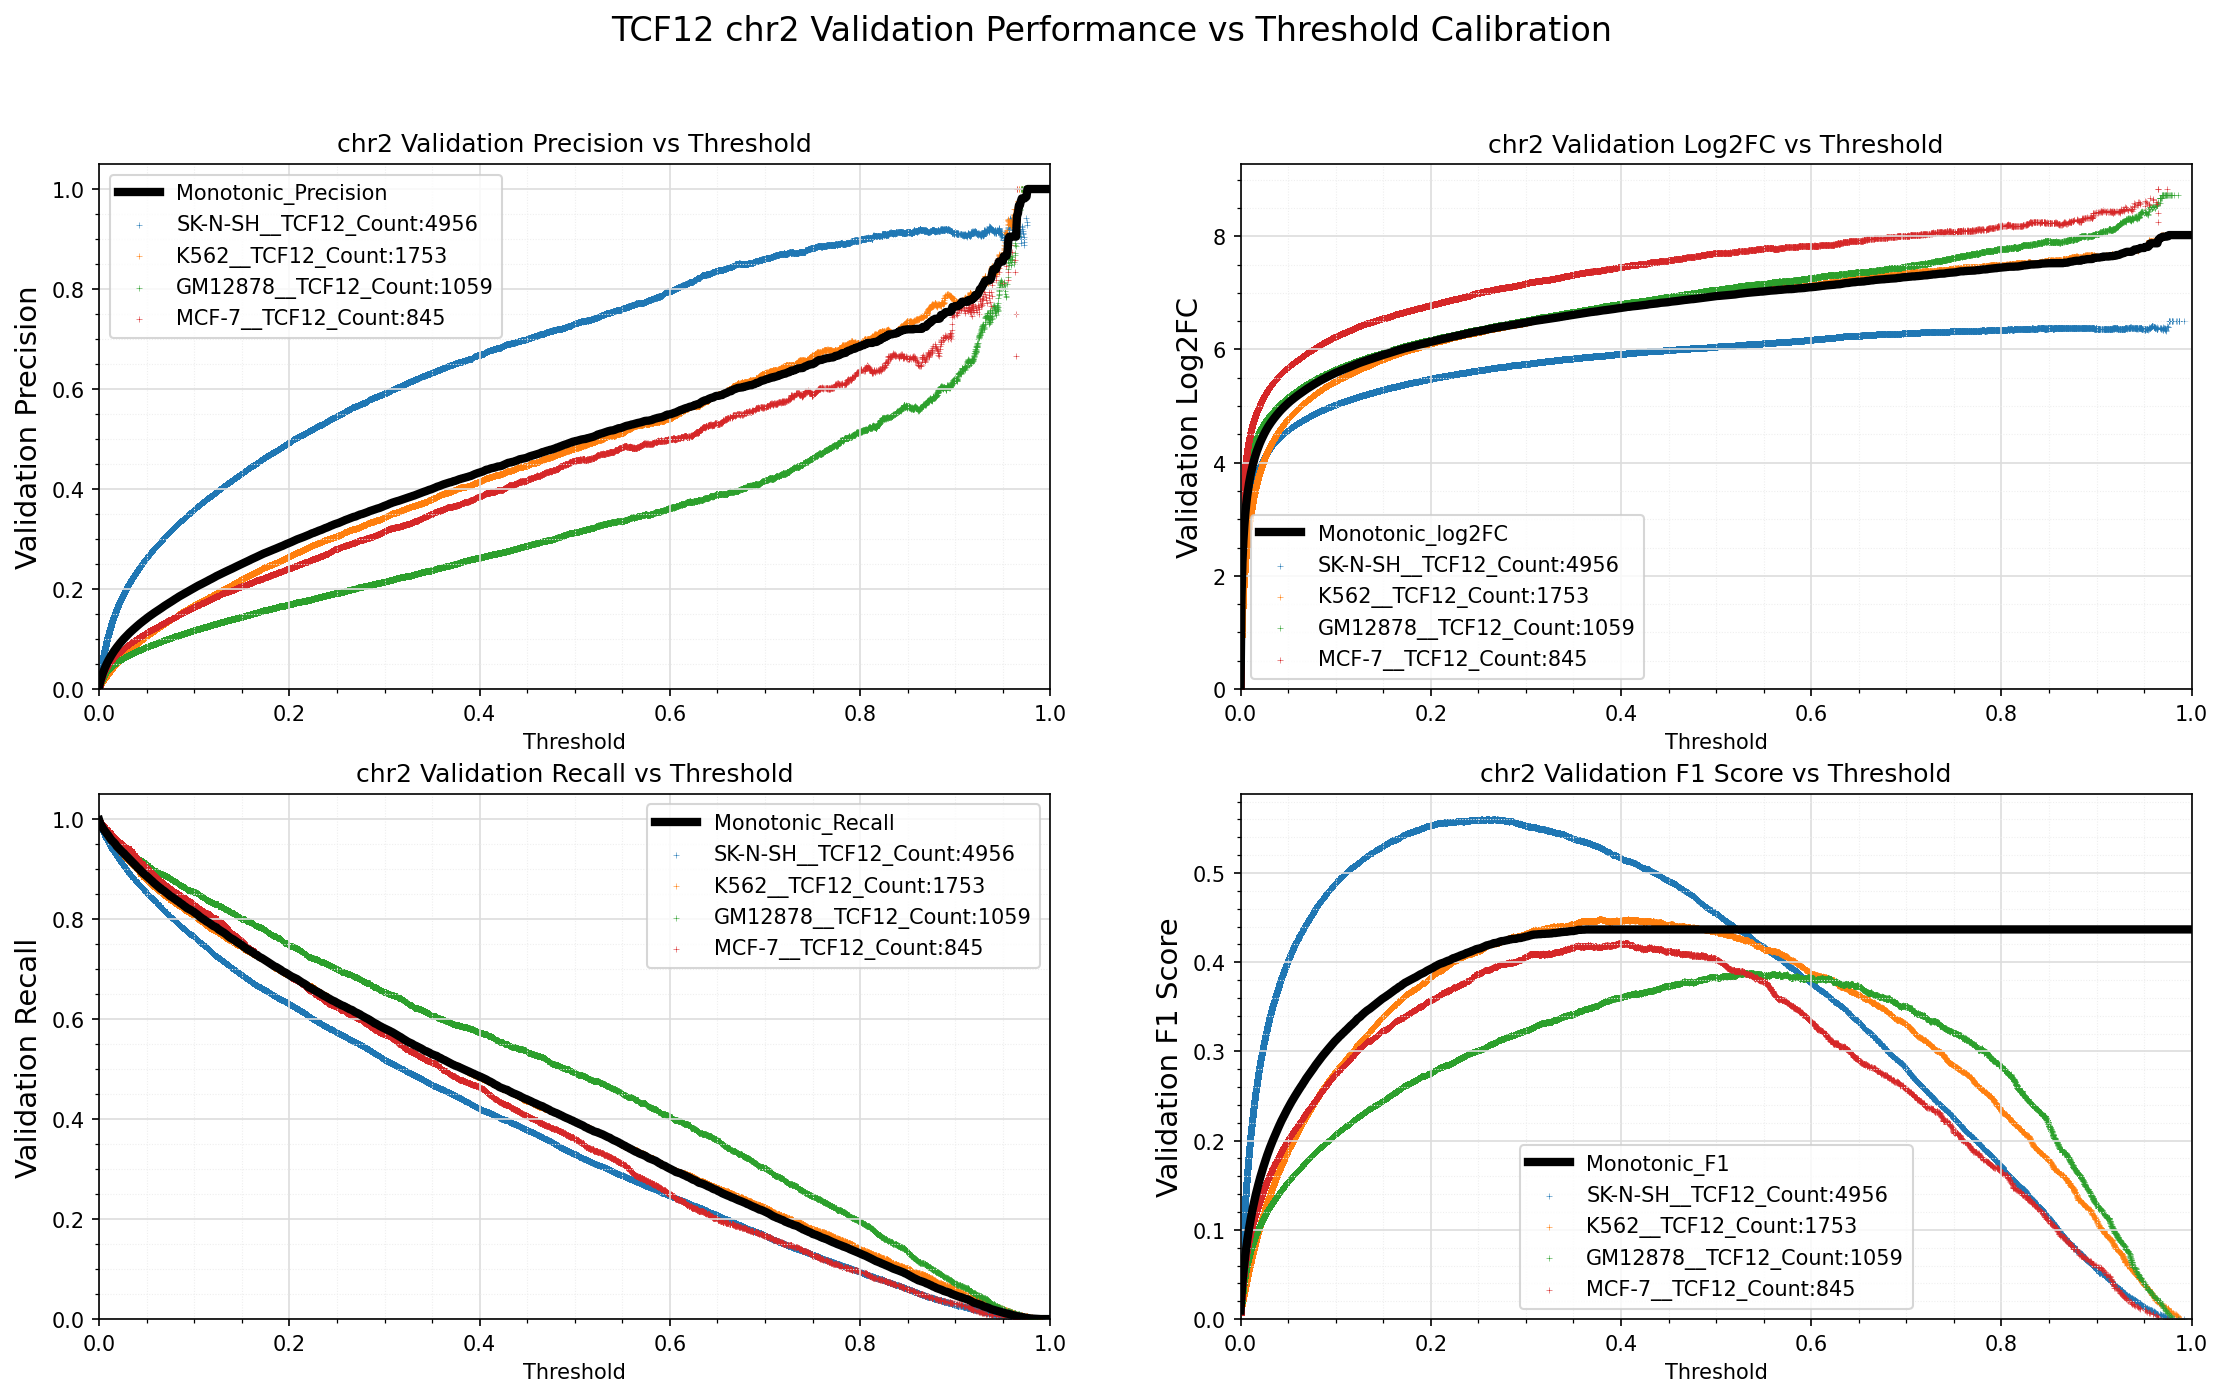 TCF12 chr2 Validation Performance vs Threshold Calibration
chr2 Validation Precision vs Threshold
Validation Precision
1.0
0.8
0.6
0.4
0.2
0.0
Monotonic_Precision
SK-N-SH__TCF12_Count:4956
K562__TCF12_Count:1753
GM12878__TCF12_Count:1059
MCF-7__TCF12_Count:845
0.0 0.2 0.4 0.6 0.8 1.0
Threshold
chr2 Validation Log2FC vs Threshold
Validation Log2FC
8
6
4
2
0
Monotonic_log2FC
SK-N-SH__TCF12_Count:4956
K562__TCF12_Count:1753
GM12878__TCF12_Count:1059
MCF-7__TCF12_Count:845
0.0 0.2 0.4 0.6 0.8 1.0
Threshold
chr2 Validation Recall vs Threshold
Validation Recall
1.0
0.8
0.6
0.4
0.2
0.0
Monotonic_Recall
SK-N-SH__TCF12_Count:4956
K562__TCF12_Count:1753
GM12878__TCF12_Count:1059
MCF-7__TCF12_Count:845
0.0 0.2 0.4 0.6 0.8 1.0
Threshold
chr2 Validation F1 Score vs Threshold
Validation F1 Score
0.5
0.4
0.3
0.2
0.1
0.0
Monotonic_F1
SK-N-SH__TCF12_Count:4956
K562__TCF12_Count:1753
GM12878__TCF12_Count:1059
MCF-7__TCF12_Count:845
0.0 0.2 0.4 0.6 0.8 1.0
Threshold